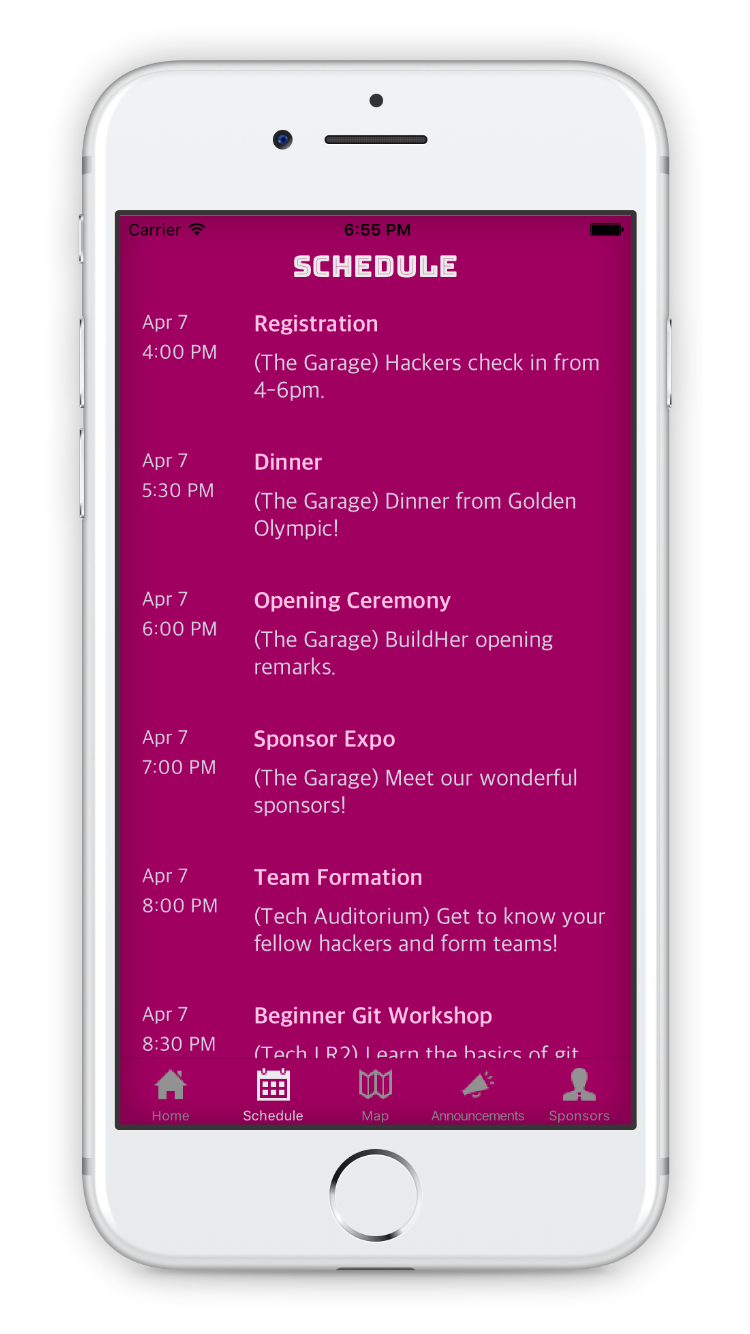 Carrier 6:55 PM
SCHEDULE
Apr 7
4:00 PM
Registration
(The Garage) Hackers check in from
4-6pm.
Apr 7
5:30 PM
Dinner
(The Garage) Dinner from Golden
Olympic!
Apr 7
6:00 PM
Opening Ceremony
(The Garage) BuildHer opening
remarks.
Apr 7
7:00 PM
Sponsor Expo
(The Garage) Meet our wonderful
sponsors!
Apr 7
8:00 PM
Team Formation
(Tech Auditorium) Get to know your
fellow hackers and form teams!
Apr 7
8:30 PM
Beginner Git Workshop
(Tech LR2) Learn the basics of git
Home Schedule Map Announcements Sponsors